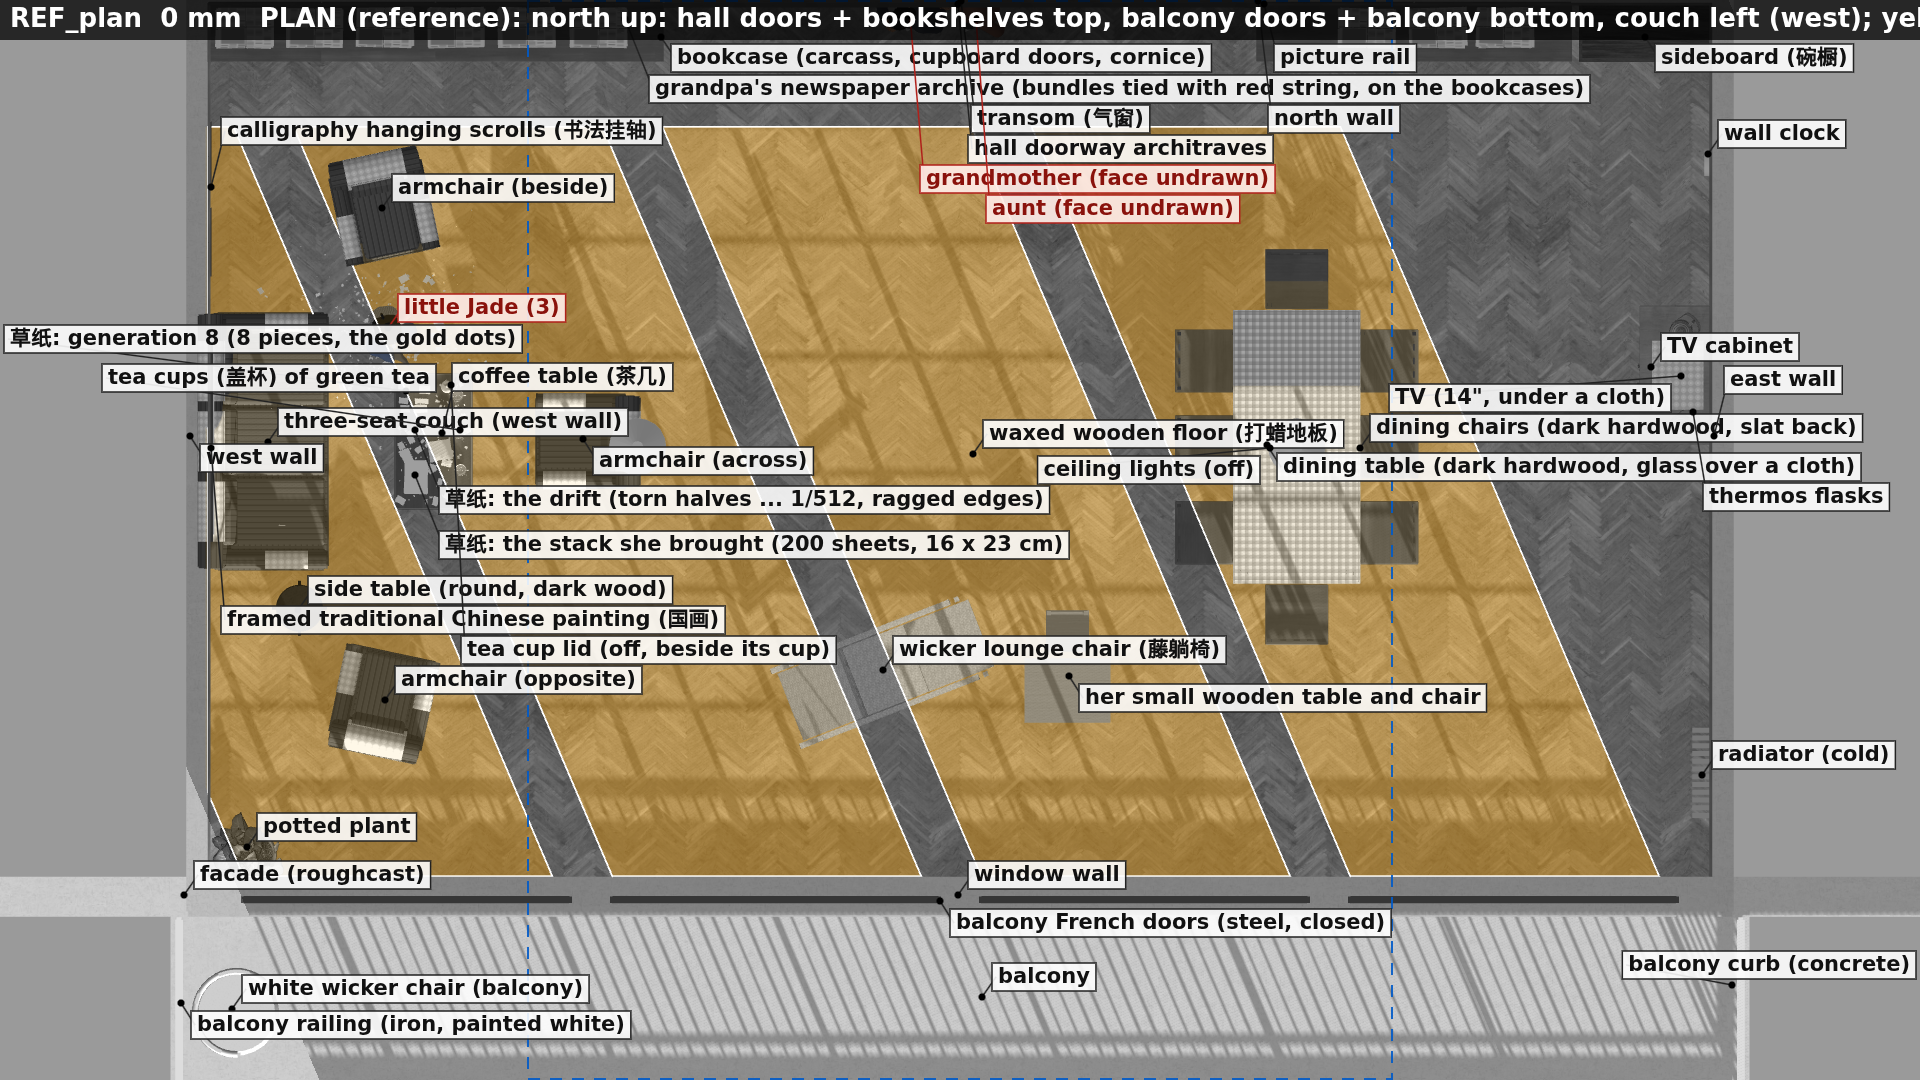 REF_plan 0 mm PLAN (reference): north up: hall doors + bookshelves top, balcony doors + balcony bottom, couch left (west);
bookcase (carcass, cupboard doors, cornice)
picture rail
sideboard (碗橱)
grandpa's newspaper archive (bundles tied with red string, on the bookcases)
transom (气窗)
north wall
calligraphy hanging scrolls (书法挂轴)
wall clock
hall doorway architraves
grandmother (face undrawn)
armchair (beside)
aunt (face undrawn)
little Jade (3)
草纸: generation 8 (8 pieces, the gold dots)
TV cabinet
tea cups (盖杯) of green tea
coffee table (茶几)
east wall
TV (14", under a cloth)
three-seat couch (west wall)
waxed wooden floor (打蜡地板)
dining chairs (dark hardwood, slat back)
west wall
armchair (across)
ceiling lights (off)
dining table (dark hardwood, glass over a cloth)
草纸: the drift (torn halves ... 1/512, ragged edges)
thermos flasks
草纸: the stack she brought (200 sheets, 16 x 23 cm)
side table (round, dark wood)
framed traditional Chinese painting (国画)
tea cup lid (off, beside its cup)
wicker lounge chair (藤躺椅)
armchair (opposite)
her small wooden table and chair
radiator (cold)
potted plant
facade (roughcast)
window wall
balcony French doors (steel, closed)
balcony curb (concrete)
balcony
white wicker chair (balcony)
balcony railing (iron, painted white)